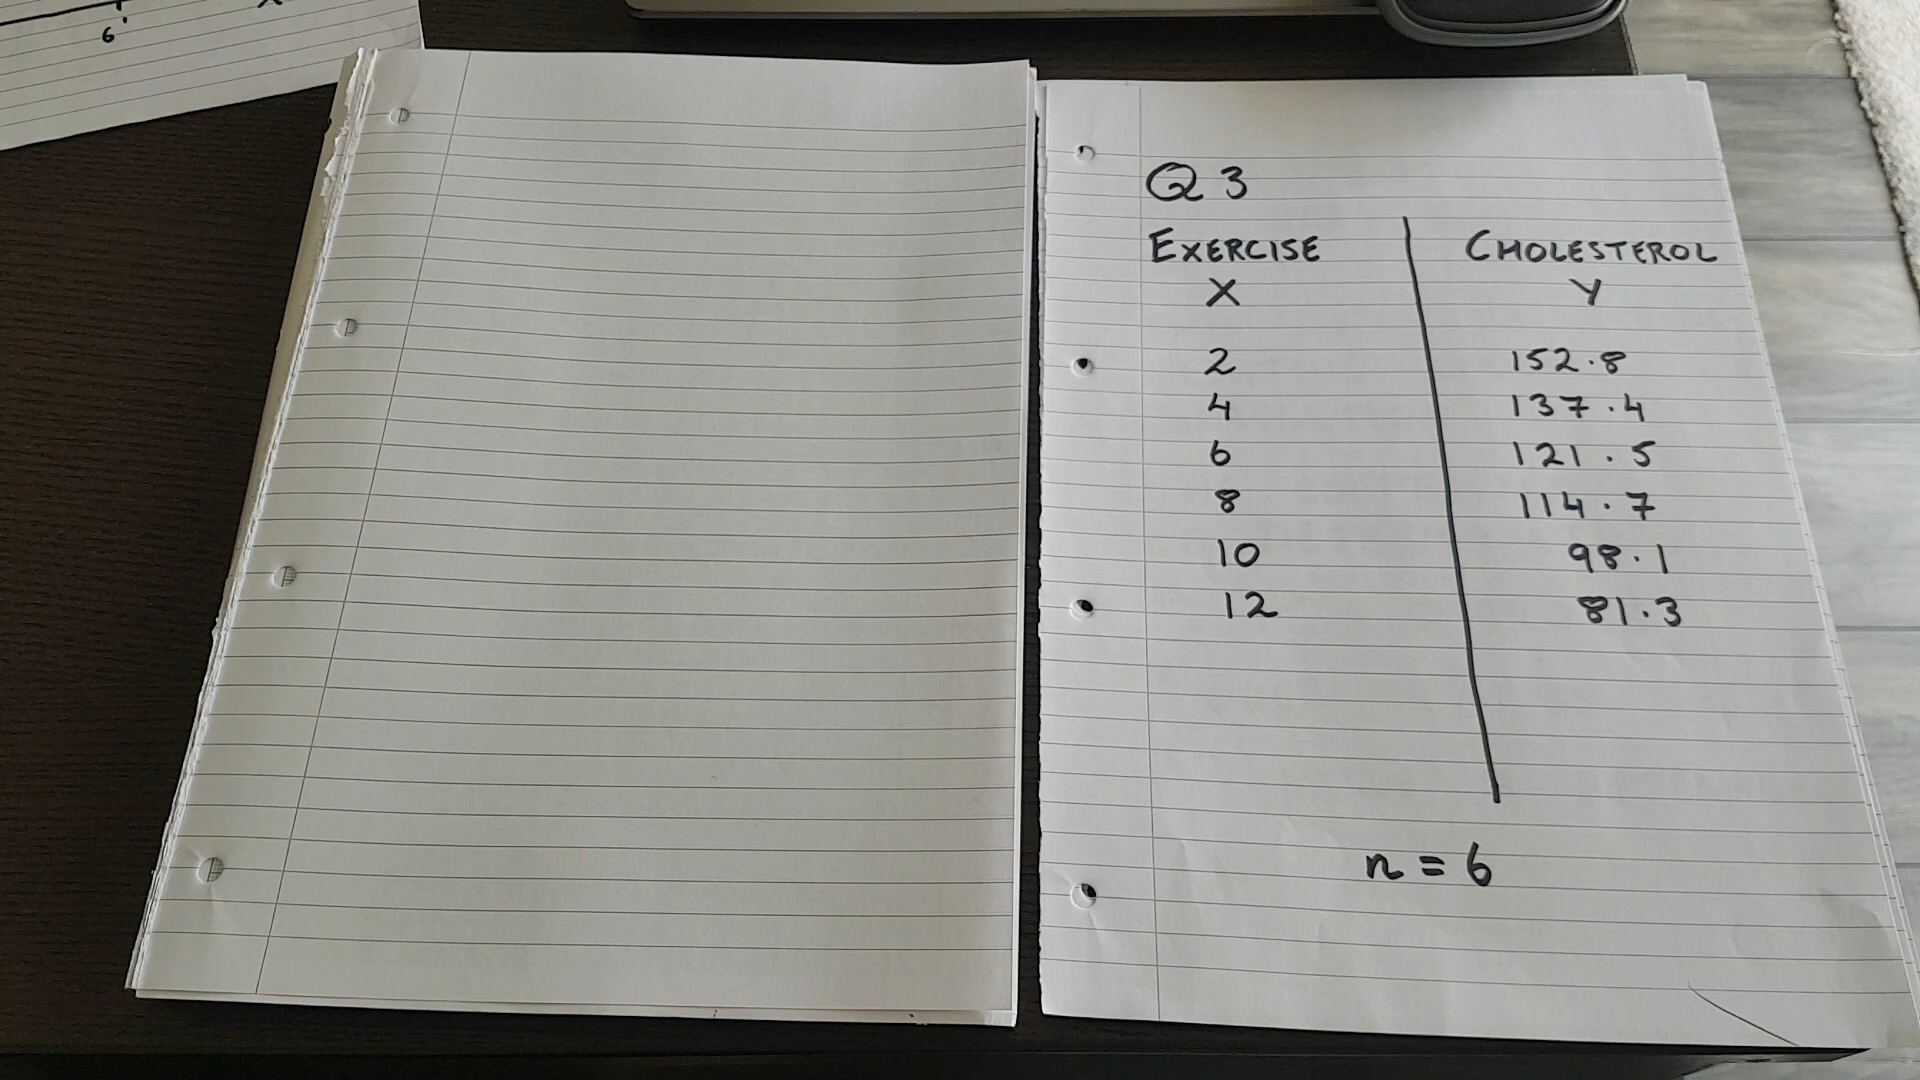 6
Q3
EXERCISE CHOLESTEROL
X Y
2 152.8
4 137.4
6 121.5
8 114.7
10 98.1
12 81.3
n = 6